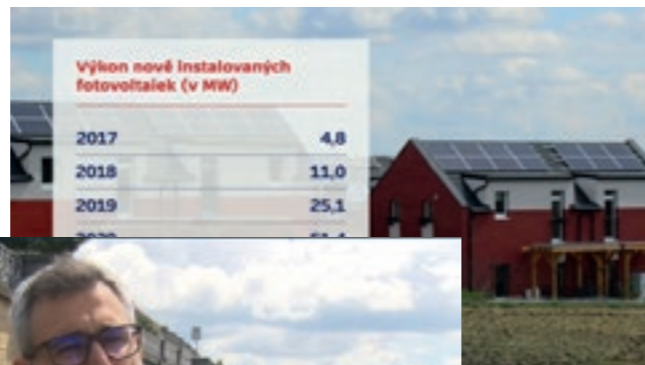 Výkon nově instalovaných
fotovoltaiek (v MW)
2017 4,8
2018 11,0
2019 25,1